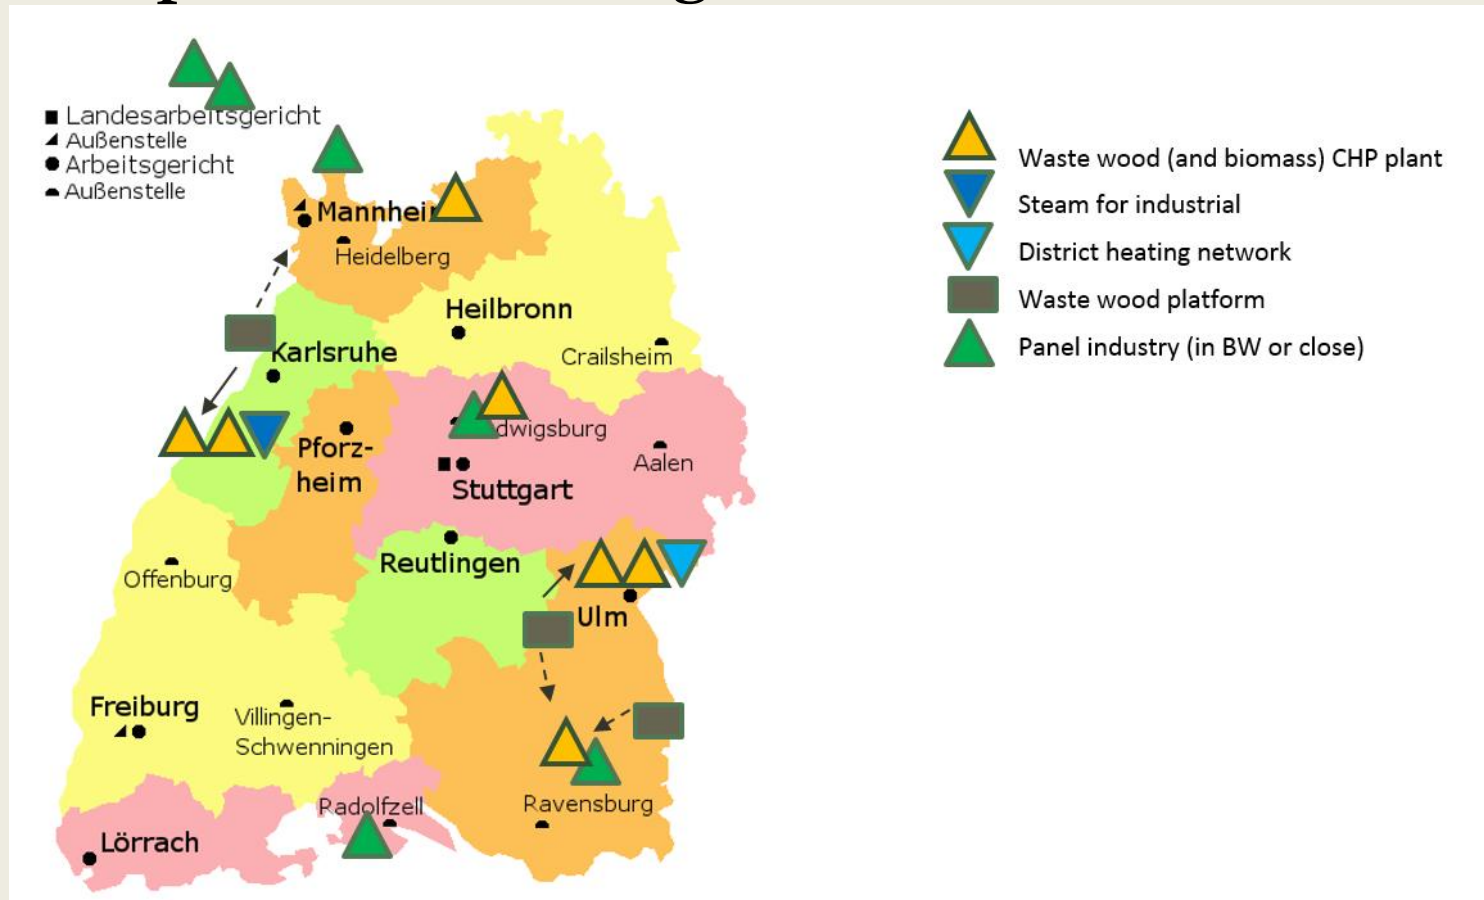 ■ Landesarbeitsgericht
Außenstelle
Arbeitsgericht
Außenstelle
Heidelberg
Heilbronn
Karlsruhe
Crailsheim
Pforz-
heim
Aalen
Stuttgart
Reutlingen
Offenburg
Ulm
Freiburg
Villingen-
Schwenningen
Radolfzell
Ravensburg
Lörrach
Waste wood (and biomass) CHP plant
Steam for industrial
District heating network
Waste wood platform
Panel industry (in BW or close)